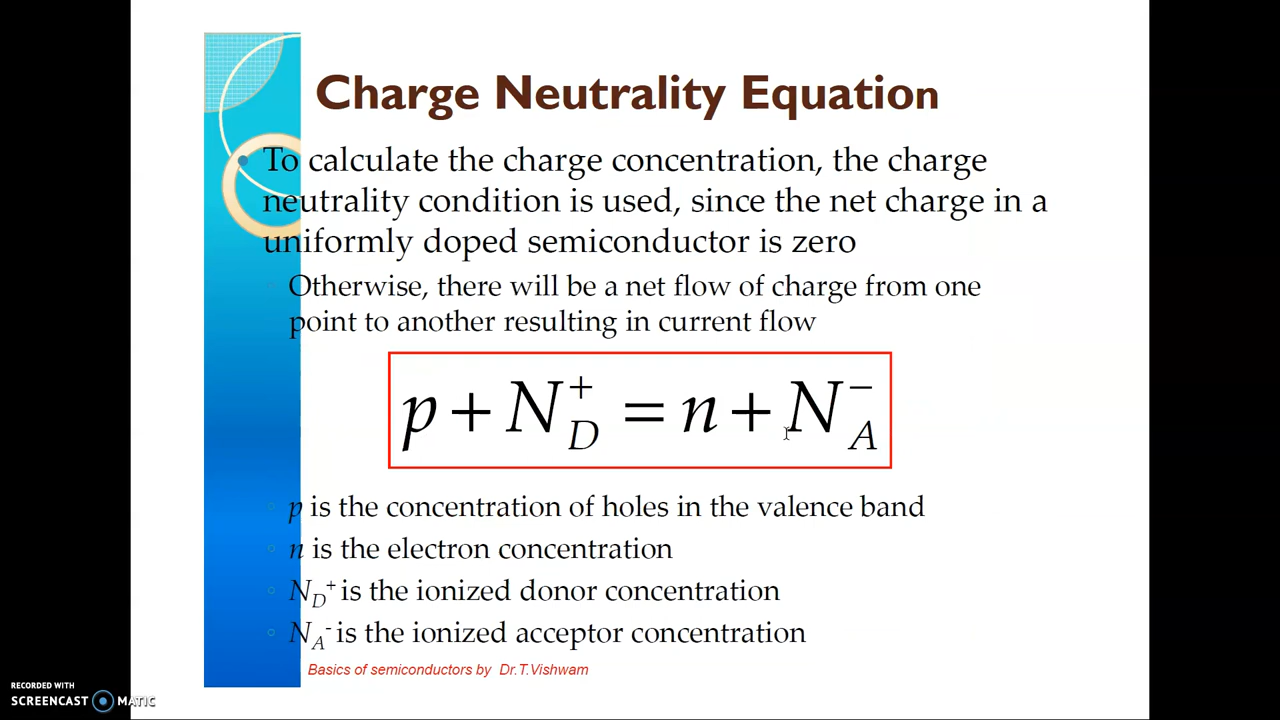 Charge Neutrality Equation
To calculate the charge concentration, the charge
neutrality condition is used, since the net charge in a
uniformly doped semiconductor is zero
Otherwise, there will be a net flow of charge from one
point to another resulting in current flow
p + N_D^+ = n + N_A^−
p is the concentration of holes in the valence band
n is the electron concentration
N_D^+ is the ionized donor concentration
N_A^- is the ionized acceptor concentration
Basics of semiconductors by Dr.T.Vishwam
RECORDED WITH
SCREENCAST MATIC